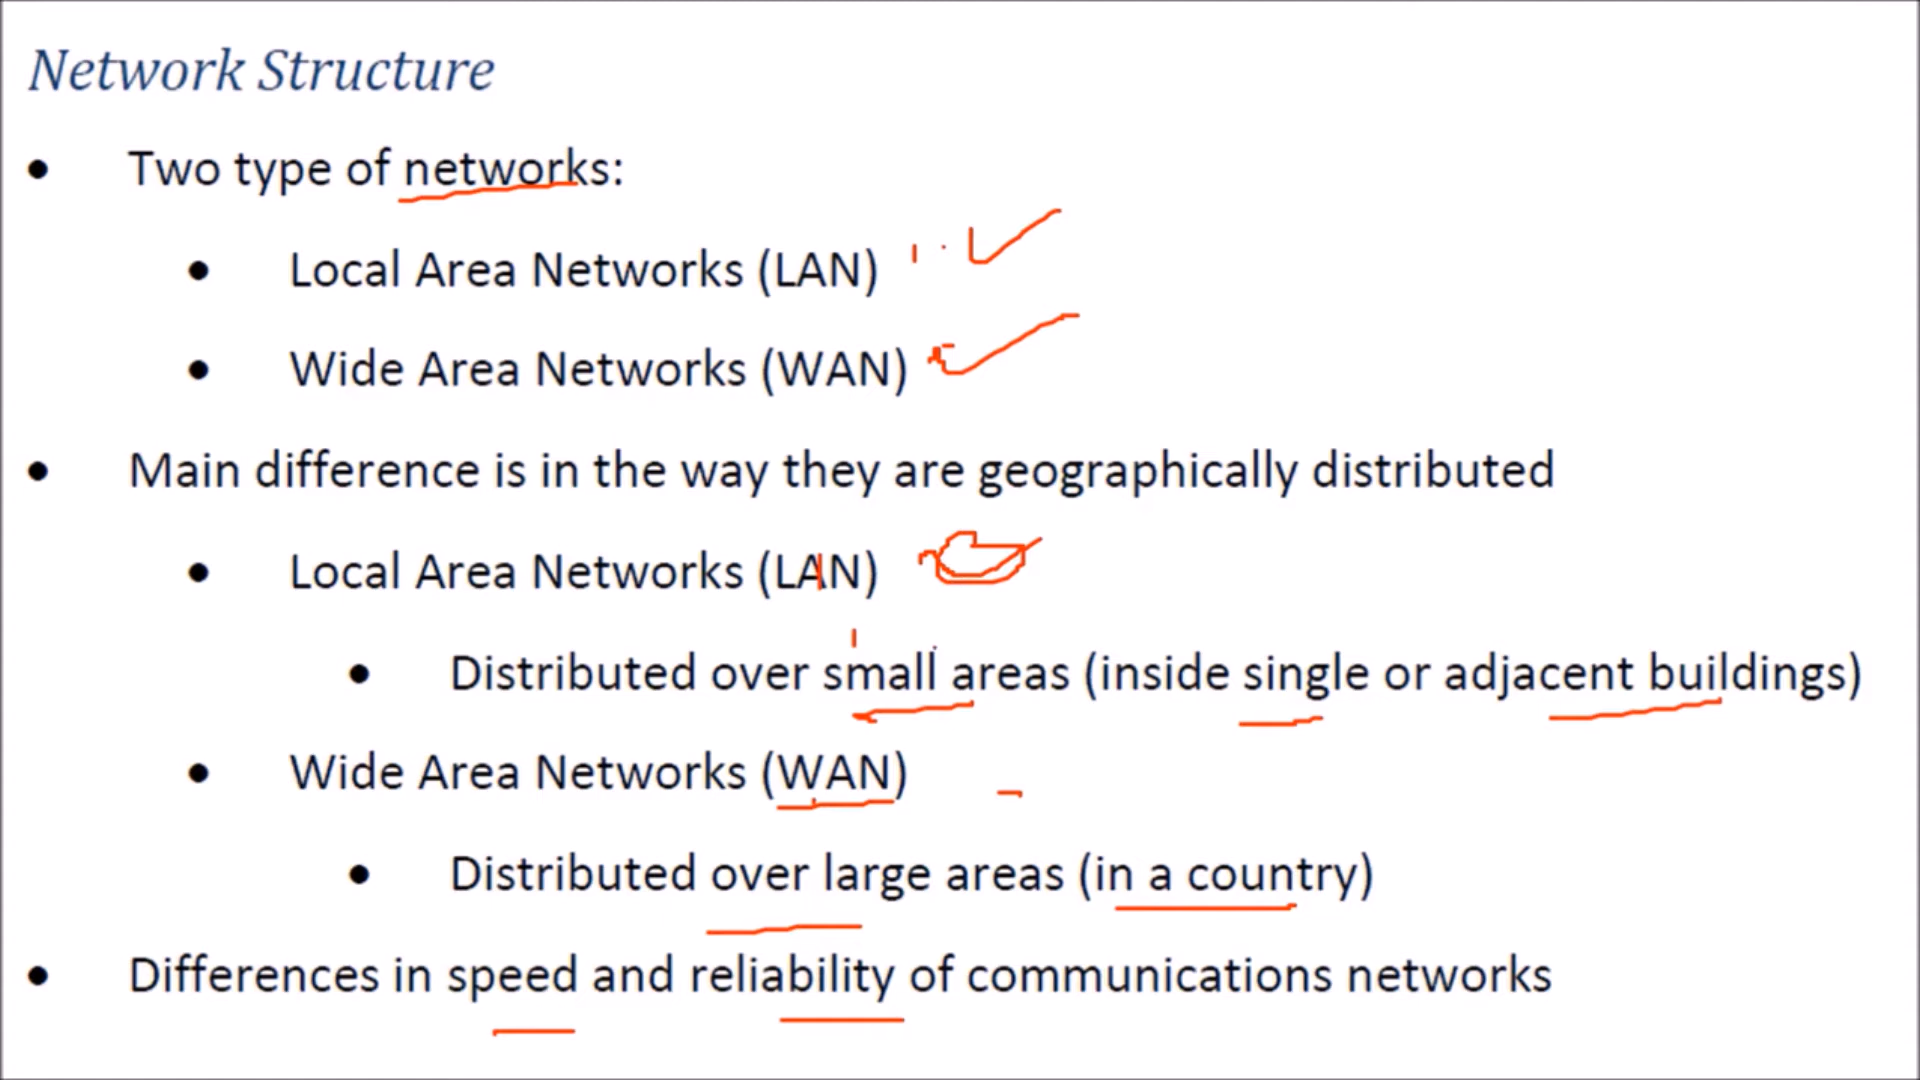 Network Structure
• Two type of networks:
• Local Area Networks (LAN)
• Wide Area Networks (WAN)
• Main difference is in the way they are geographically distributed
• Local Area Networks (LAN)
• Distributed over small areas (inside single or adjacent buildings)
• Wide Area Networks (WAN)
• Distributed over large areas (in a country)
• Differences in speed and reliability of communications networks